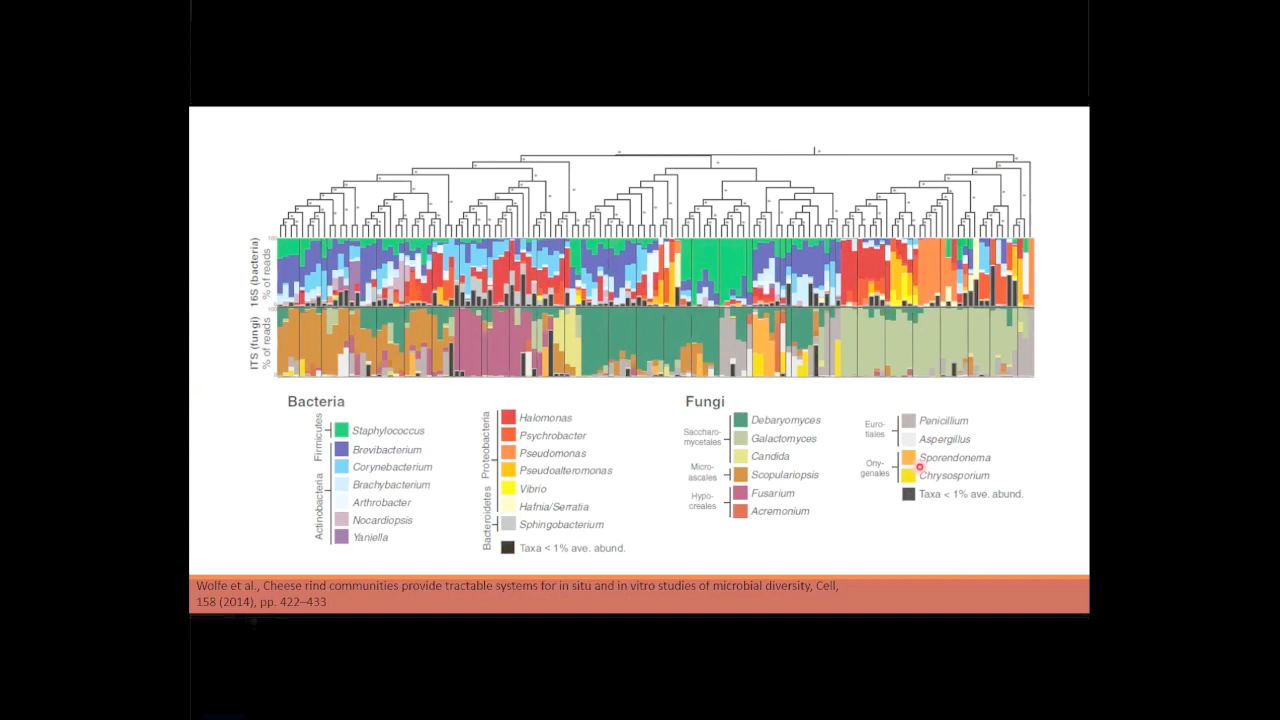 100
16S (bacteria)
% of reads
100
ITS (fungi)
% of reads
Bacteria
Firmicutes
Staphylococcus
Actinobacteria
Brevibacterium
Corynebacterium
Brachybacterium
Arthrobacter
Nocardiopsis
Yaniella
Proteobacteria
Halomonas
Psychrobacter
Pseudomonas
Pseudoalteromonas
Vibrio
Hafnia/Serratia
Bacteroidetes
Sphingobacterium
Taxa < 1% ave. abund.
Fungi
Saccharo-
mycetales
Debaryomyces
Galactomyces
Candida
Micro-
ascales
Scopulariopsis
Hypo-
creales
Fusarium
Acremonium
Euro-
tiales
Penicillium
Aspergillus
Ony-
genales
Sporendonema
Chrysosporium
Taxa < 1% ave. abund.
Wolfe et al., Cheese rind communities provide tractable systems for in situ and in vitro studies of microbial diversity, Cell,
158 (2014), pp. 422–433